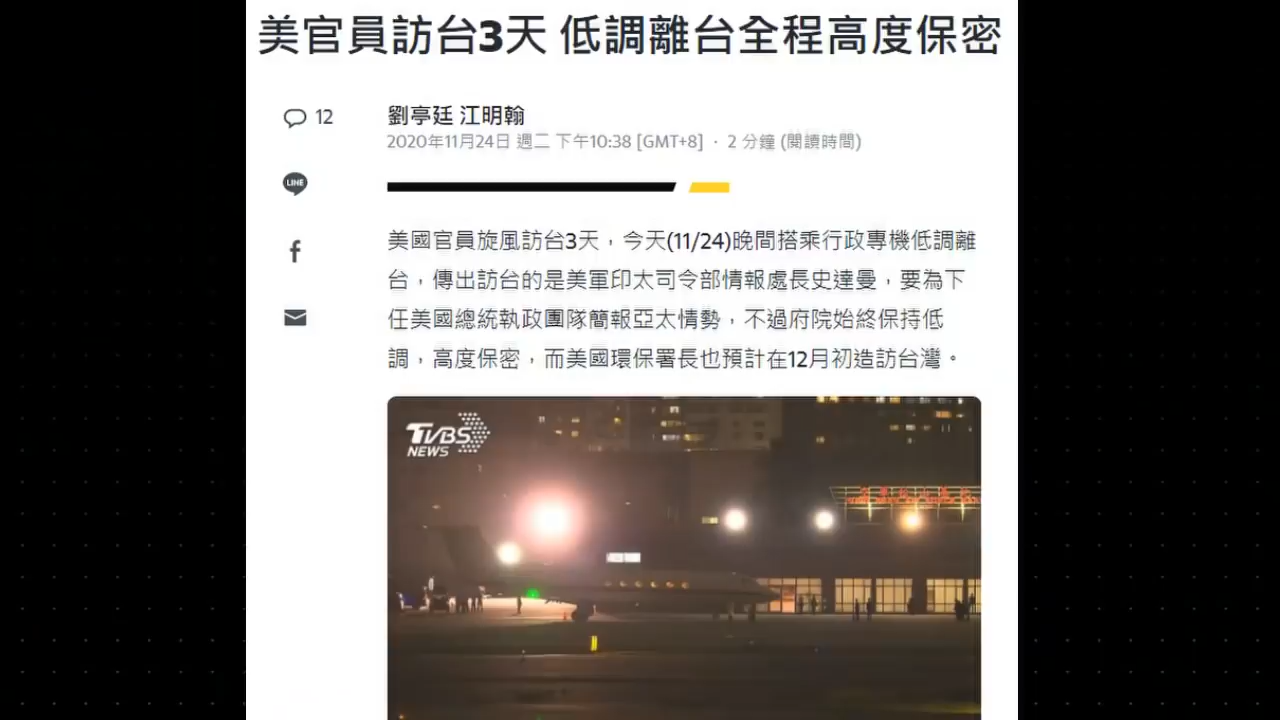 美官員訪台3天 低調離台全程高度保密
12
劉亭廷 江明翰
2020年11月24日 週二 下午10:38 [GMT+8] · 2 分鐘 (閱讀時間)
LINE
美國官員旋風訪台3天，今天(11/24)晚間搭乘行政專機低調離
台，傳出訪台的是美軍印太司令部情報處長史達曼，要為下
任美國總統執政團隊簡報亞太情勢，不過府院始終保持低
調，高度保密，而美國環保署長也預計在12月初造訪台灣。
TVBS
NEWS